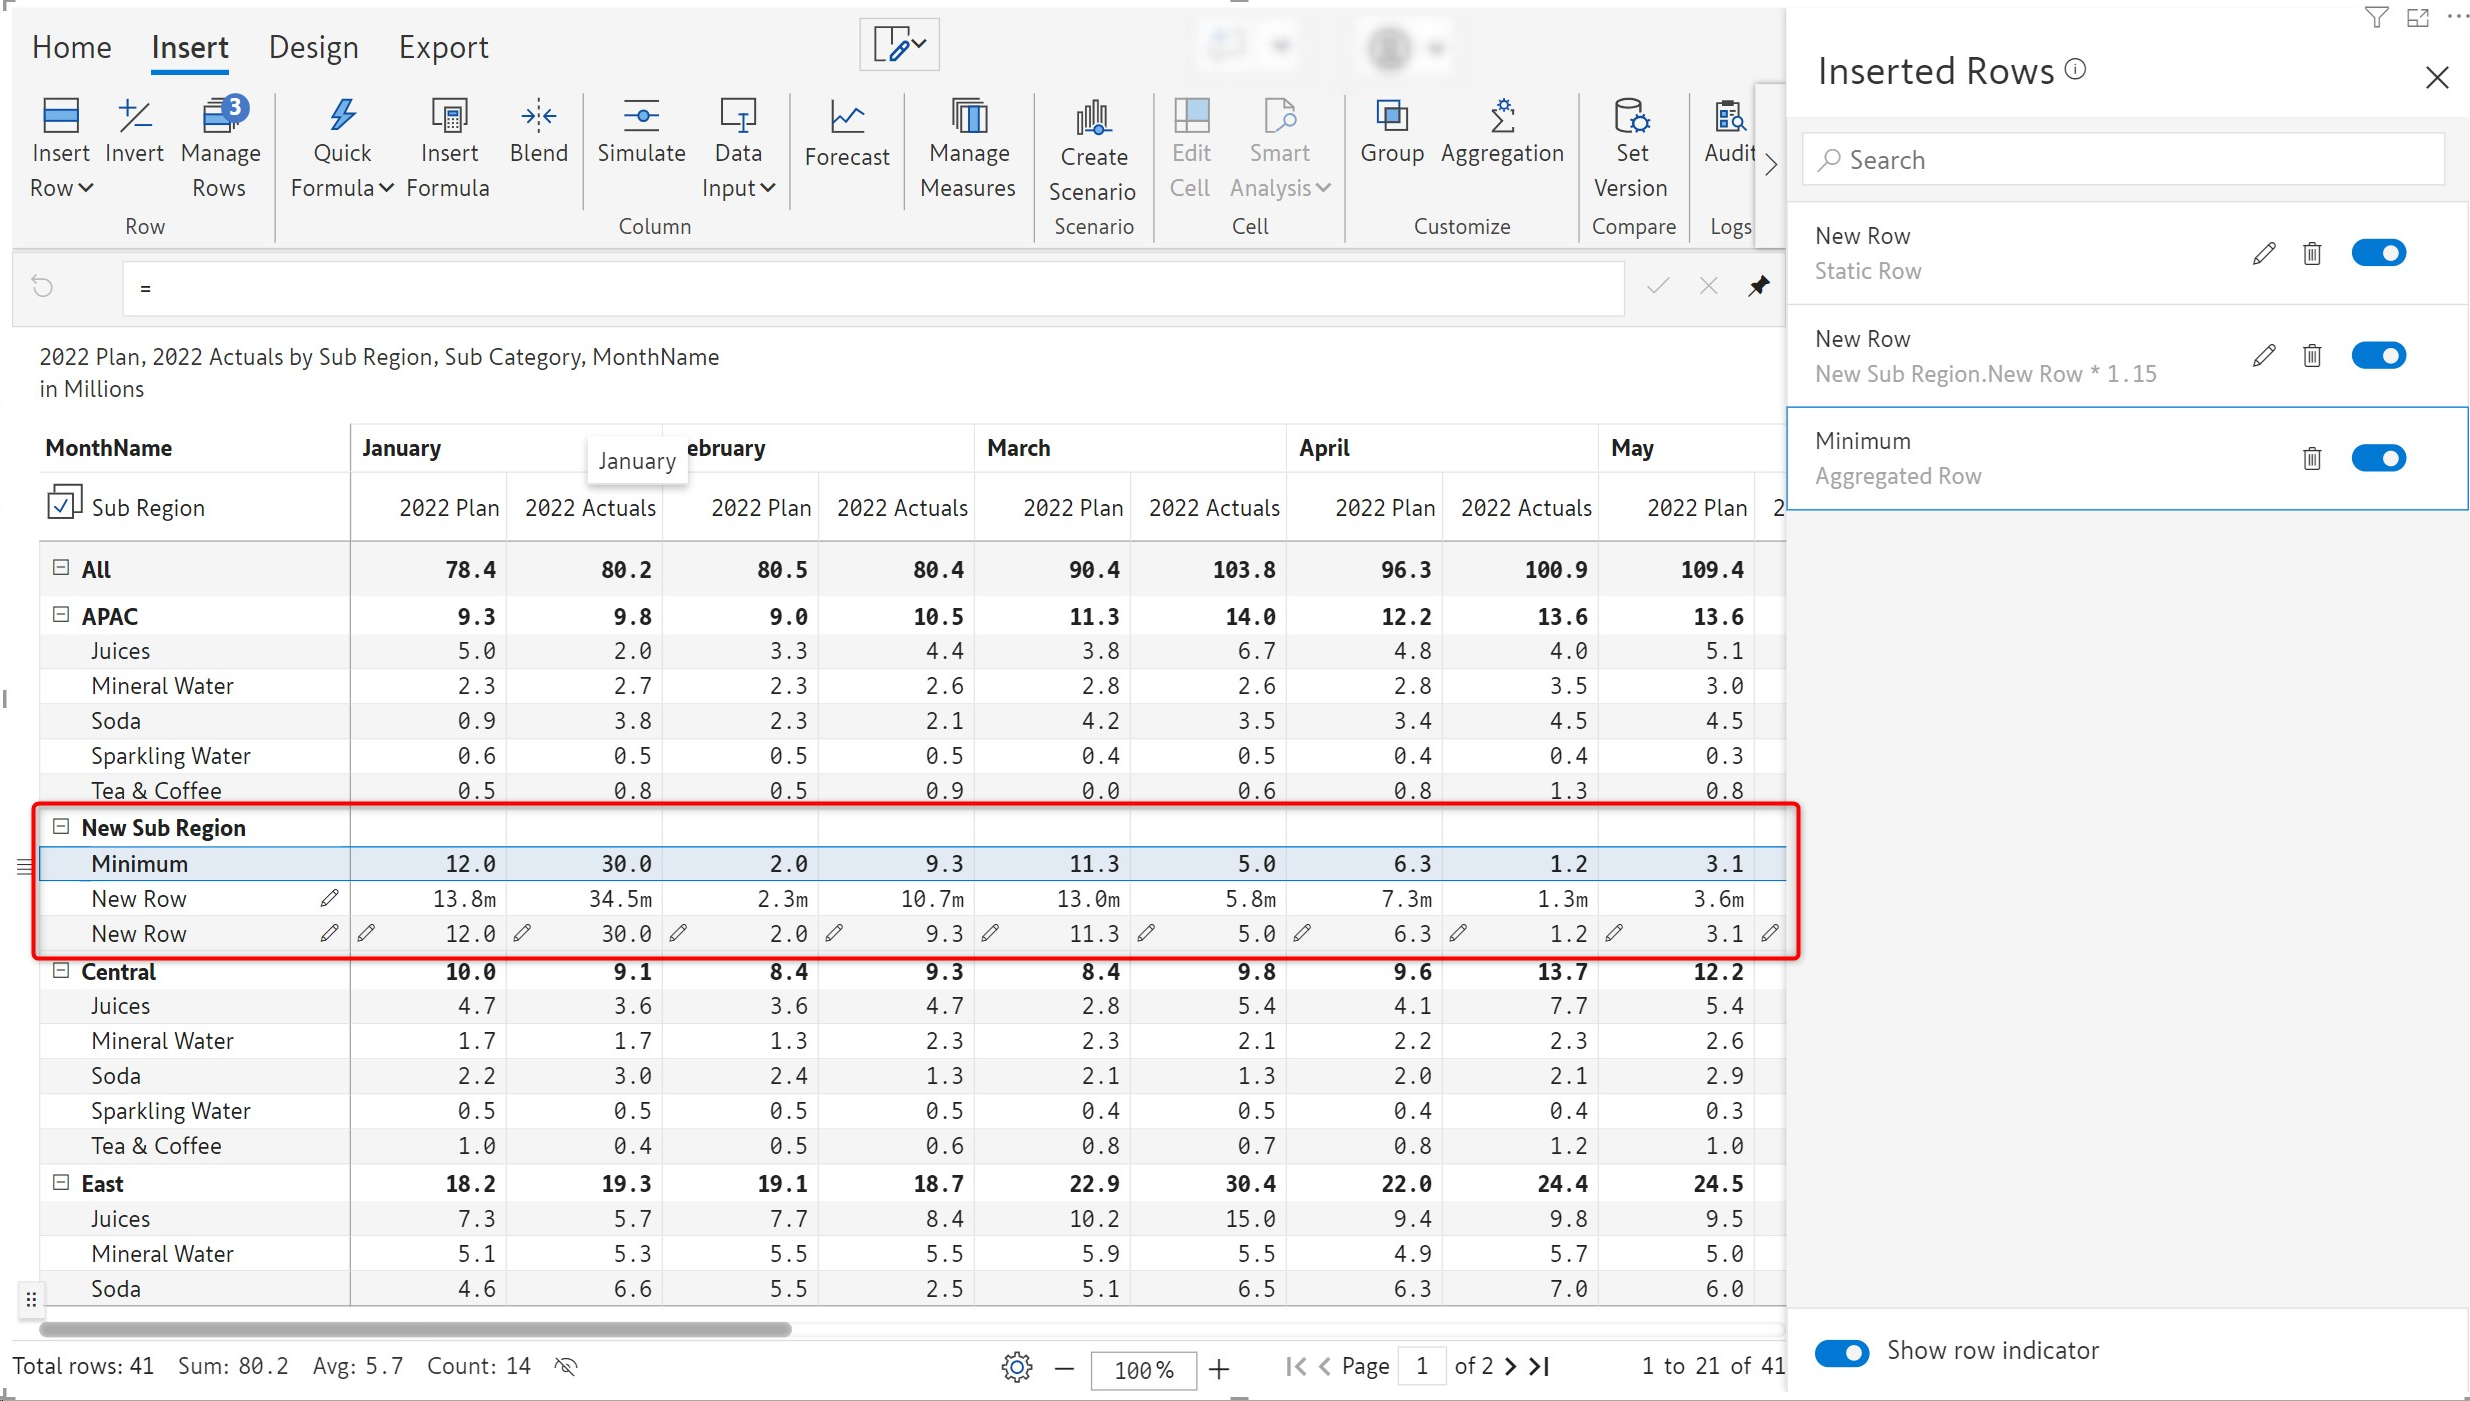 Home Insert Design Export
3
Insert Row Invert Manage Rows Quick Formula Insert Formula Blend Simulate Data Input Forecast Manage Measures Create Scenario Edit Cell Smart Analysis Group Aggregation Set Version Audit
Row Column Scenario Cell Customize Compare Logs
=
2022 Plan, 2022 Actuals by Sub Region, Sub Category, MonthName
in Millions
MonthName January ebruary March April May
January
Sub Region 2022 Plan 2022 Actuals 2022 Plan 2022 Actuals 2022 Plan 2022 Actuals 2022 Plan 2022 Actuals 2022 Plan 2
All 78.4 80.2 80.5 80.4 90.4 103.8 96.3 100.9 109.4
APAC 9.3 9.8 9.0 10.5 11.3 14.0 12.2 13.6 13.6
Juices 5.0 2.0 3.3 4.4 3.8 6.7 4.8 4.0 5.1
Mineral Water 2.3 2.7 2.3 2.6 2.8 2.6 2.8 3.5 3.0
Soda 0.9 3.8 2.3 2.1 4.2 3.5 3.4 4.5 4.5
Sparkling Water 0.6 0.5 0.5 0.5 0.4 0.5 0.4 0.4 0.3
Tea & Coffee 0.5 0.8 0.5 0.9 0.0 0.6 0.8 1.3 0.8
New Sub Region
Minimum 12.0 30.0 2.0 9.3 11.3 5.0 6.3 1.2 3.1
New Row 13.8m 34.5m 2.3m 10.7m 13.0m 5.8m 7.3m 1.3m 3.6m
New Row 12.0 30.0 2.0 9.3 11.3 5.0 6.3 1.2 3.1
Central 10.0 9.1 8.4 9.3 8.4 9.8 9.6 13.7 12.2
Juices 4.7 3.6 3.6 4.7 2.8 5.4 4.1 7.7 5.4
Mineral Water 1.7 1.7 1.3 2.3 2.3 2.1 2.2 2.3 2.6
Soda 2.2 3.0 2.4 1.3 2.1 1.3 2.0 2.1 2.9
Sparkling Water 0.5 0.5 0.5 0.5 0.4 0.5 0.4 0.4 0.3
Tea & Coffee 1.0 0.4 0.5 0.6 0.8 0.7 0.8 1.2 1.0
East 18.2 19.3 19.1 18.7 22.9 30.4 22.0 24.4 24.5
Juices 7.3 5.7 7.7 8.4 10.2 15.0 9.4 9.8 9.5
Mineral Water 5.1 5.3 5.5 5.5 5.9 5.5 4.9 5.7 5.0
Soda 4.6 6.6 5.5 2.5 5.1 6.5 6.3 7.0 6.0
Total rows: 41 Sum: 80.2 Avg: 5.7 Count: 14 100% Page 1 of 2 1 to 21 of 41
Inserted Rows
Search
New Row
Static Row
New Row
New Sub Region.New Row * 1.15
Minimum
Aggregated Row
Show row indicator